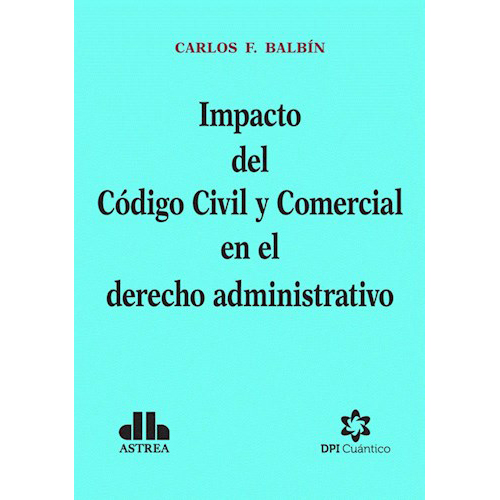 CARLOS F. BALBÍN
Impacto
del
Código Civil y Comercial
en el
derecho administrativo
ASTREA
DPI Cuántico